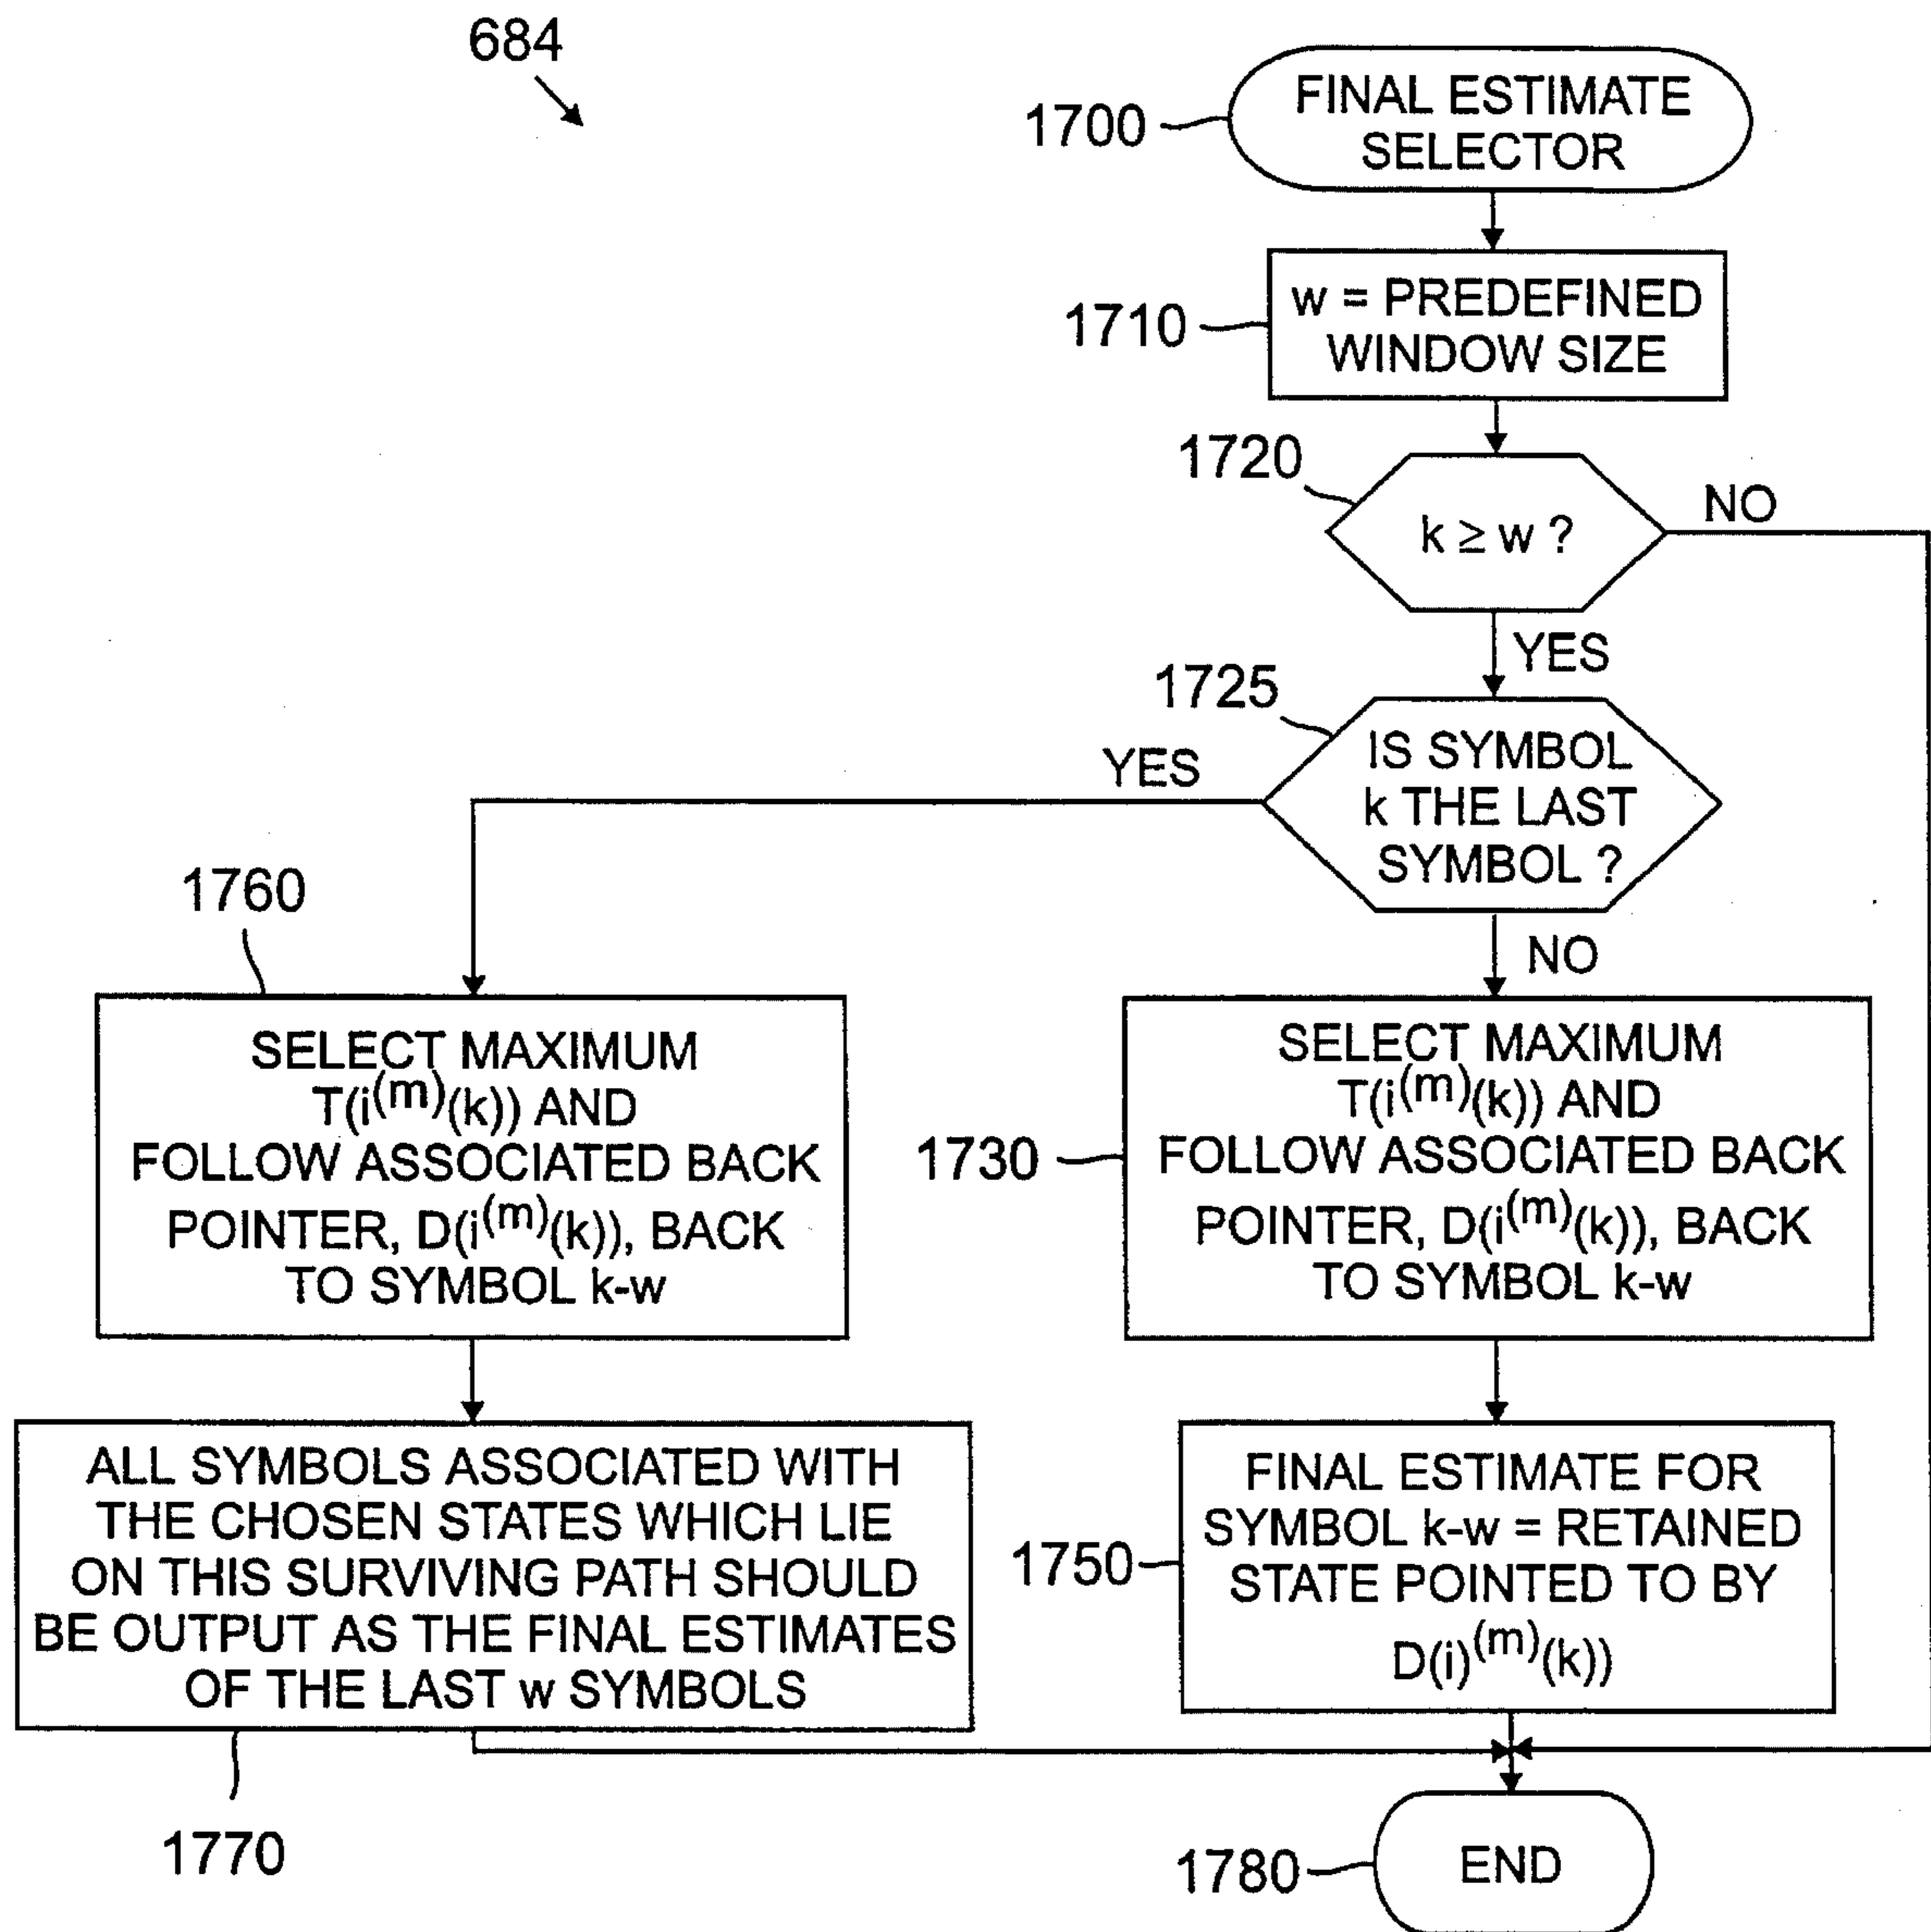 684
1700
FINAL ESTIMATE
SELECTOR
1710
w = PREDEFINED
WINDOW SIZE
1720
k ≥ w ?
NO
YES
1725
IS SYMBOL
k THE LAST
SYMBOL ?
YES
NO
1760
SELECT MAXIMUM
T(i^(m)(k)) AND
FOLLOW ASSOCIATED BACK
POINTER, D(i^(m)(k)), BACK
TO SYMBOL k-w
1730
SELECT MAXIMUM
T(i^(m)(k)) AND
FOLLOW ASSOCIATED BACK
POINTER, D(i^(m)(k)), BACK
TO SYMBOL k-w
ALL SYMBOLS ASSOCIATED WITH
THE CHOSEN STATES WHICH LIE
ON THIS SURVIVING PATH SHOULD
BE OUTPUT AS THE FINAL ESTIMATES
OF THE LAST w SYMBOLS
1770
1750
FINAL ESTIMATE FOR
SYMBOL k-w = RETAINED
STATE POINTED TO BY
D(i)^(m)(k))
1780
END